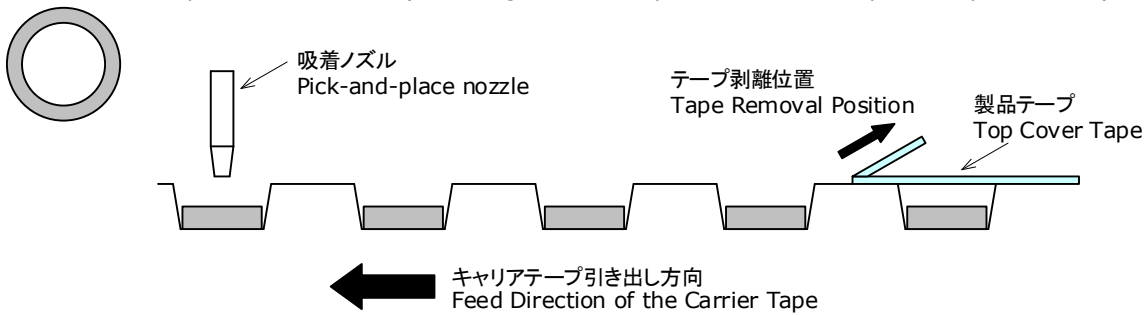 吸着ノズル
Pick-and-place nozzle
テープ剥離位置
Tape Removal Position
製品テープ
Top Cover Tape
キャリアテープ引き出し方向
Feed Direction of the Carrier Tape